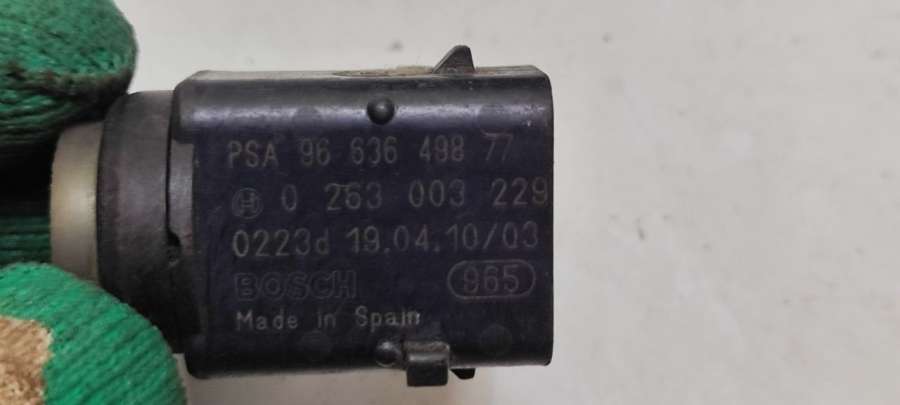 PSA 96 636 498 77
0 263 003 229
0223d 19.04.10/03
BOSCH 965
Made in Spain